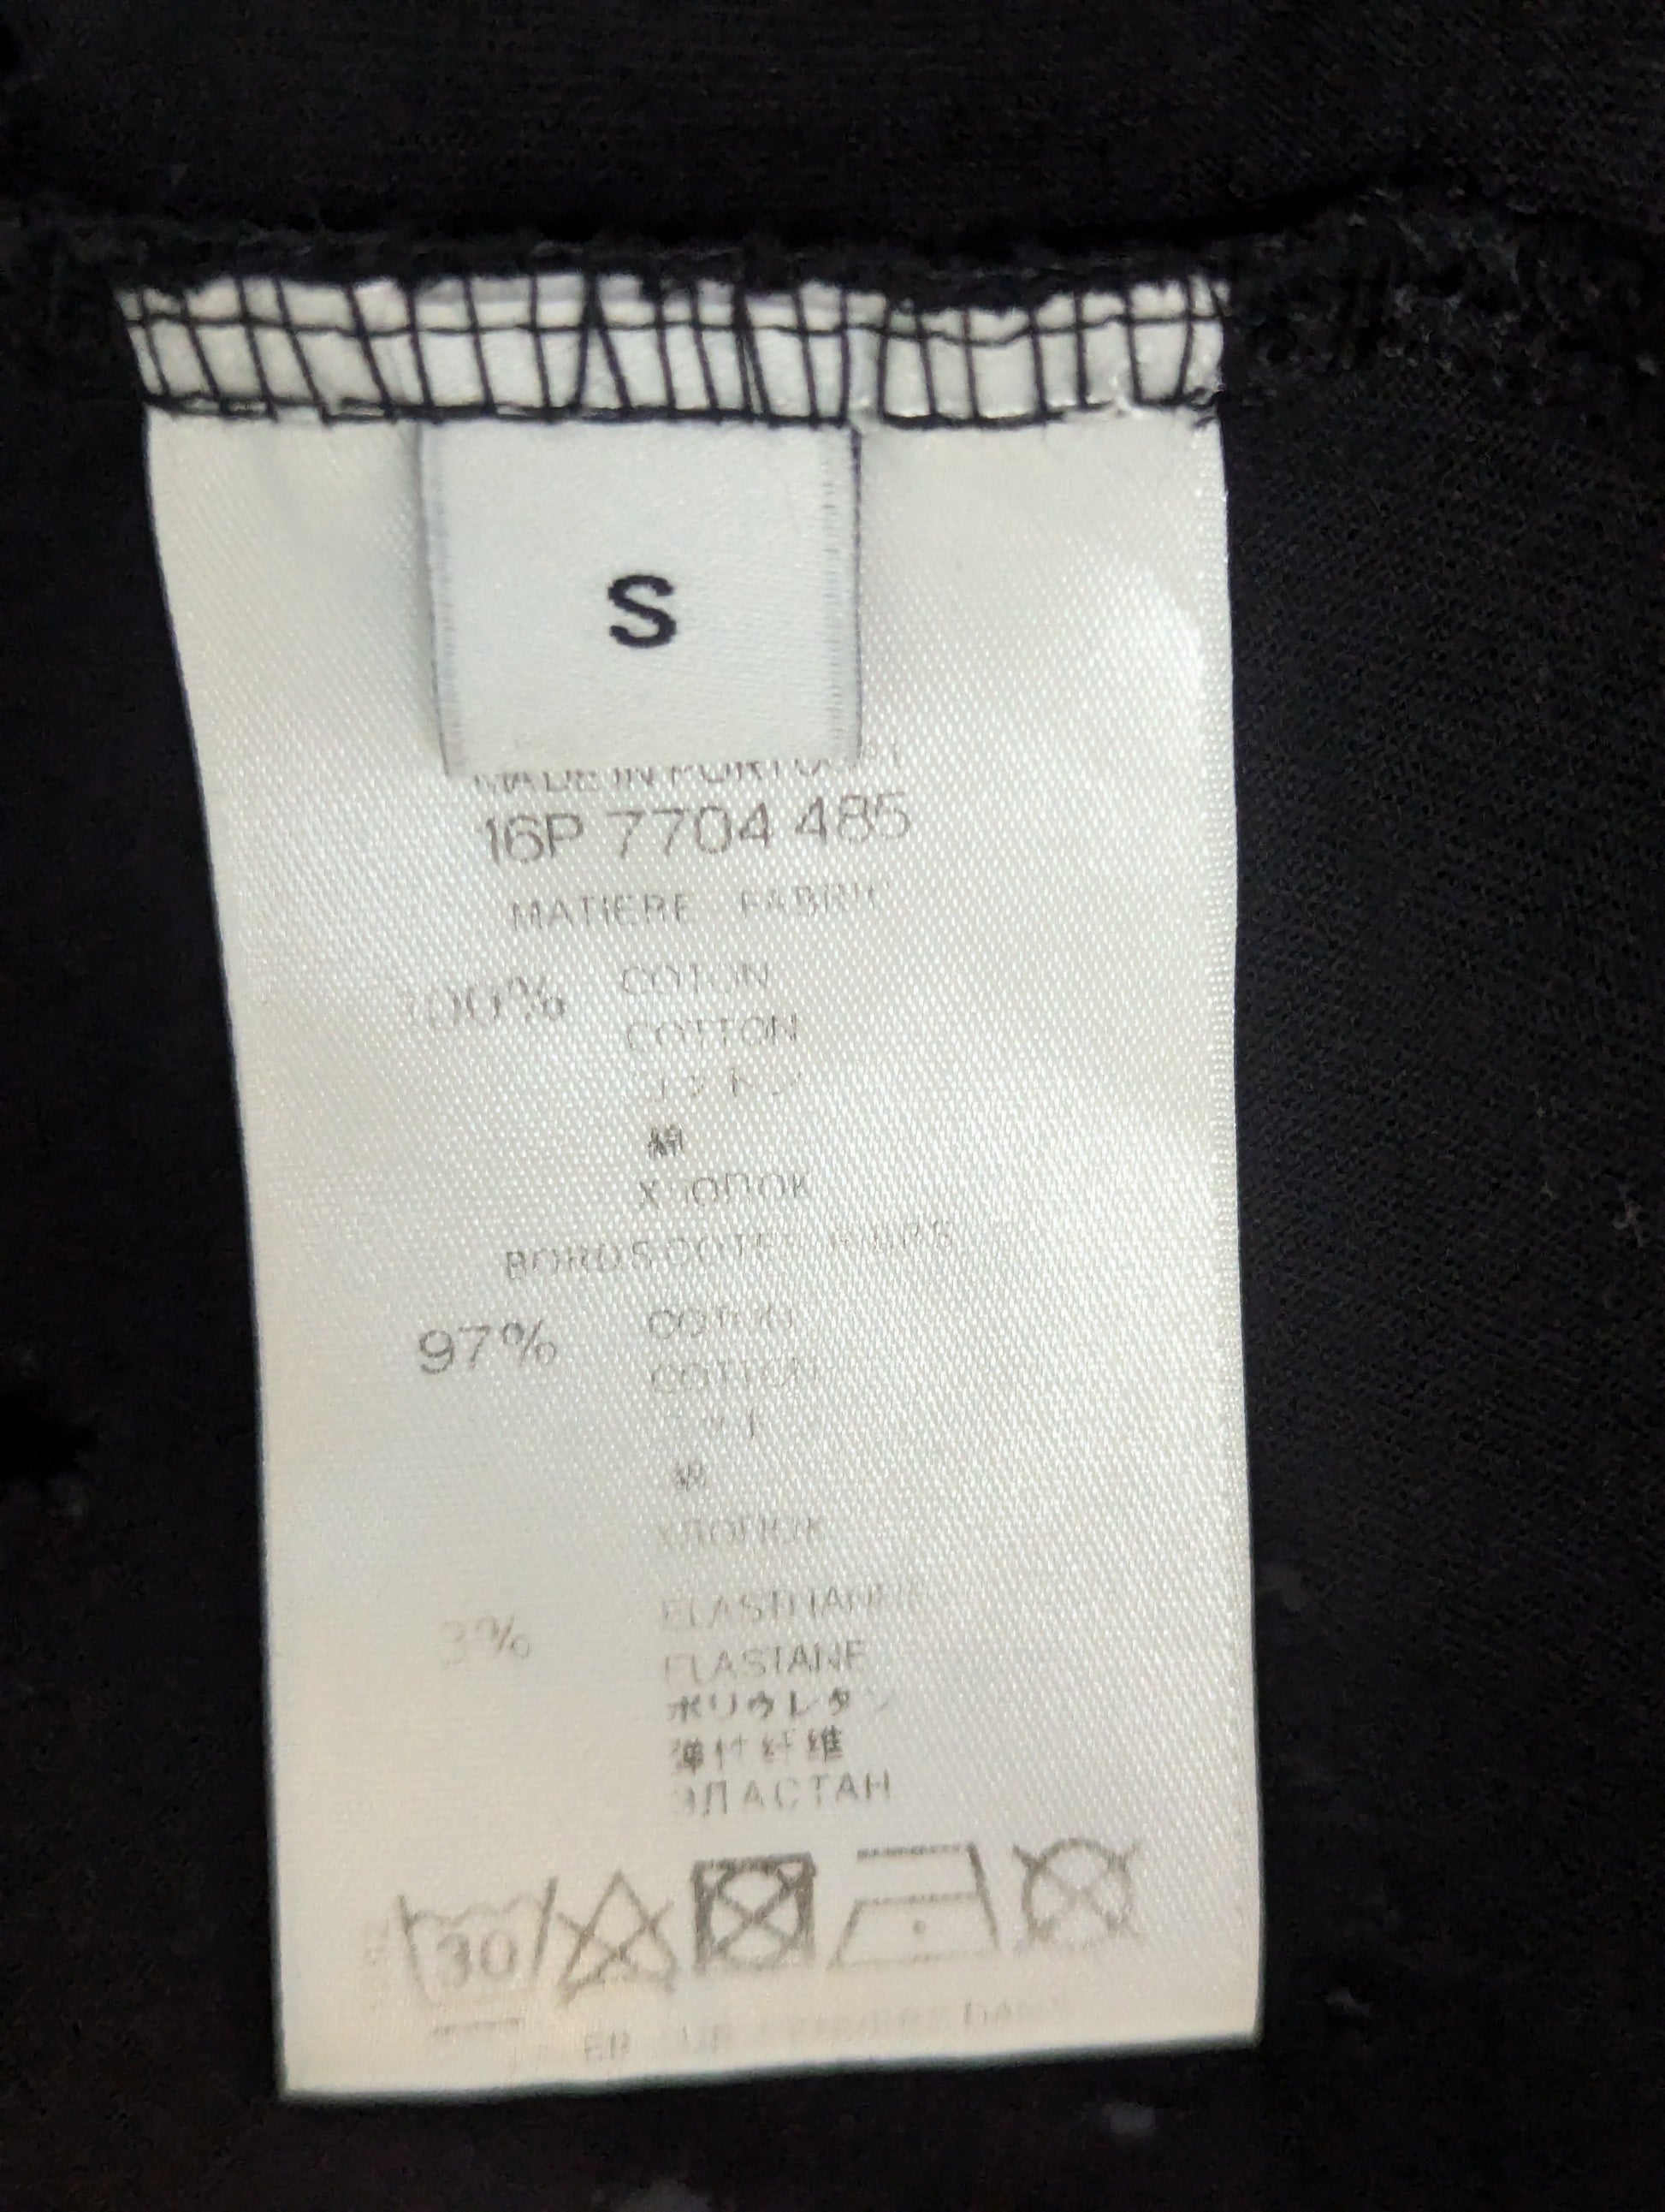 S
MADE IN PORTUGAL
16P 7704 485
MATIERE FABRIC
100% COTON
COTTON
コットン
綿
ХЛОПОК
BORDS COTES
97% COTON
COTTON
ХЛОПОК
3% ELASTHANNE
ELASTANE
ポリウレタン
弹性纤维
ЭЛАСТАН
30